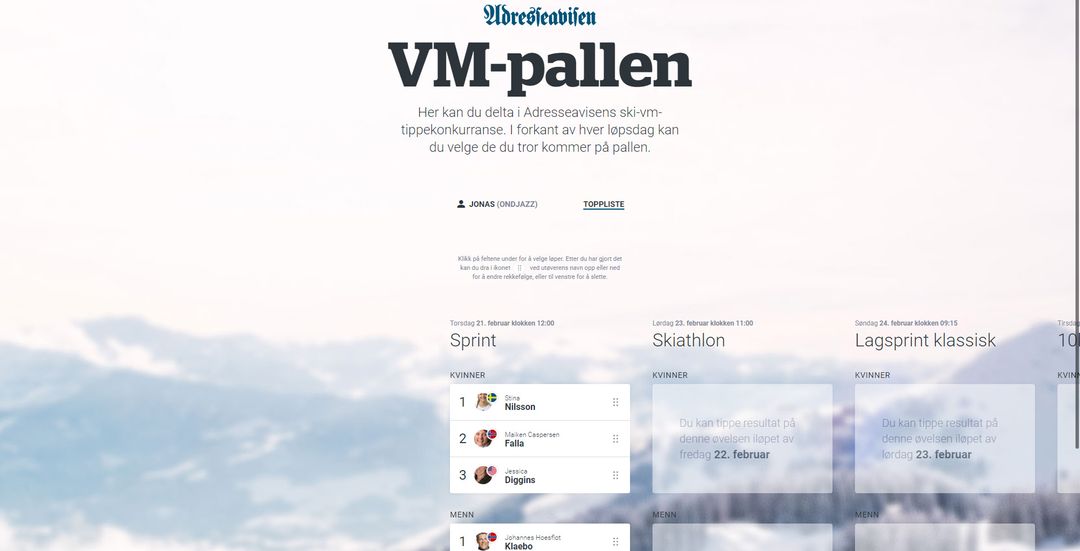 Adresseavisen
VM-pallen
Her kan du delta i Adresseavisens ski-vm-
tippekonkurranse. I forkant av hver løpsdag kan
du velge de du tror kommer på pallen.
JONAS (ONDJAZZ)
TOPPLISTE
Klikk på feltene under for å velge løper. Etter du har gjort det
kan du dra i ikonet ved utøverens navn opp eller ned
for å endre rekkefølge, eller til venstre for å slette.
Torsdag 21. februar klokken 12:00
Sprint
KVINNER
1 Stina
Nilsson
2 Maiken Caspersen
Falla
3 Jessica
Diggins
MENN
1 Johannes Hoesflot
Klaebo
Lørdag 23. februar klokken 11:00
Skiathlon
KVINNER
Du kan tippe resultat på
denne øvelsen iløpet av
fredag 22. februar
MENN
Søndag 24. februar klokken 09:15
Lagsprint klassisk
KVINNER
Du kan tippe resultat på
denne øvelsen iløpet av
lørdag 23. februar
MENN
Tirsdag
10